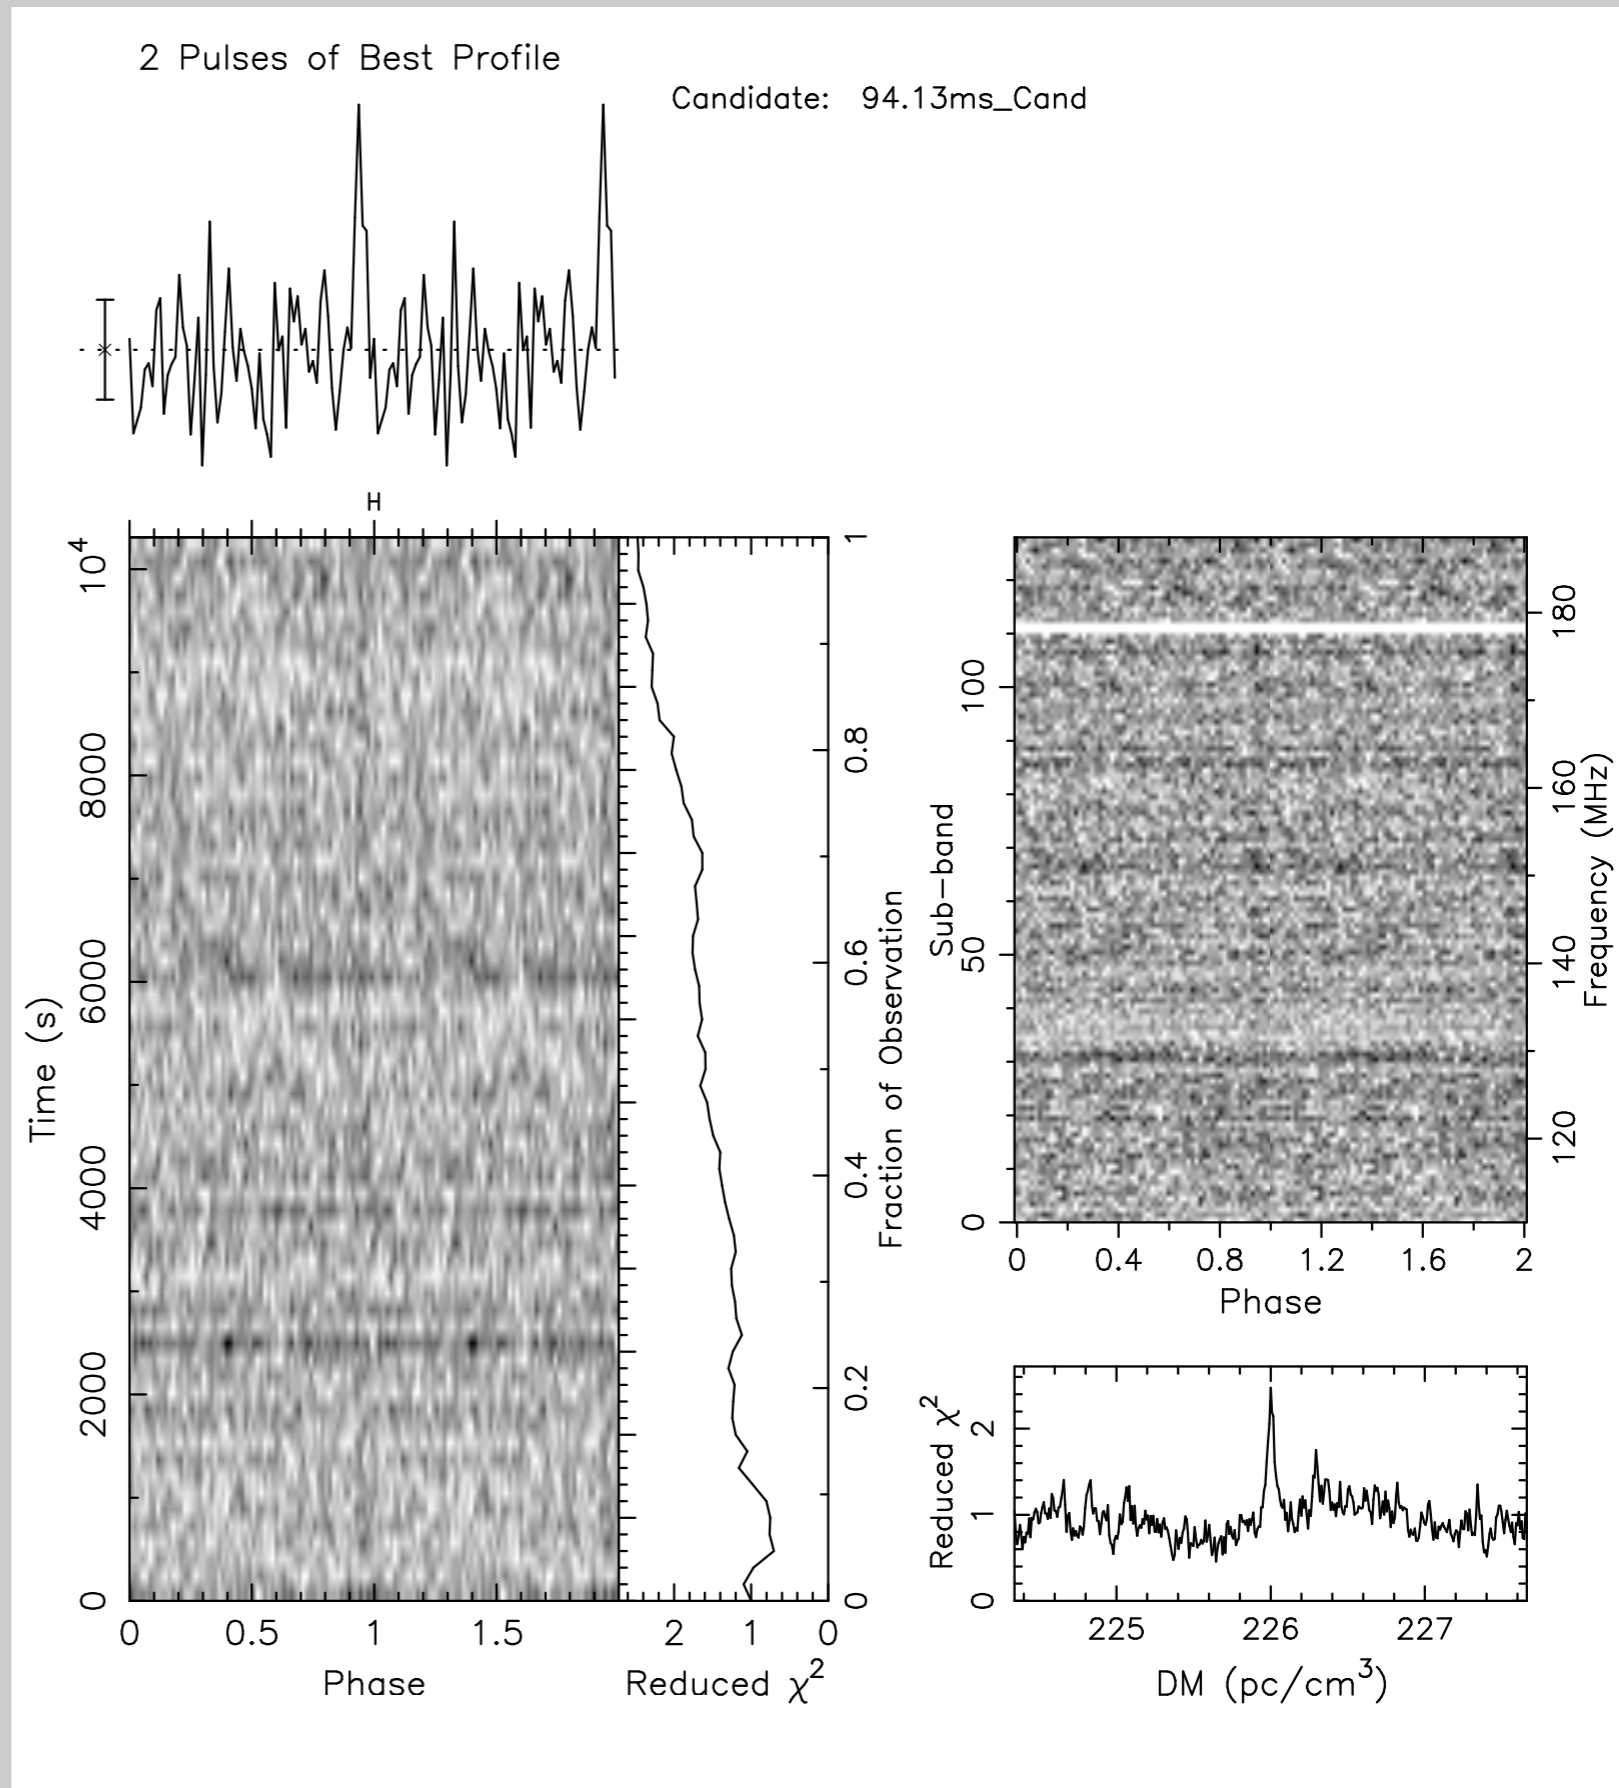 2 Pulses of Best Profile
Candidate: 94.13ms_Cand
H
Time (s)
0
2000
4000
6000
8000
10^4
0 0.5 1 1.5
Phase
2 1 0
Reduced χ^2
0
0.2
0.4
0.6
0.8
1
Fraction of Observation
Sub-band
0
50
100
120
140
160
180
Frequency (MHz)
0 0.4 0.8 1.2 1.6 2
Phase
Reduced χ^2
0
1
2
225 226 227
DM (pc/cm^3)